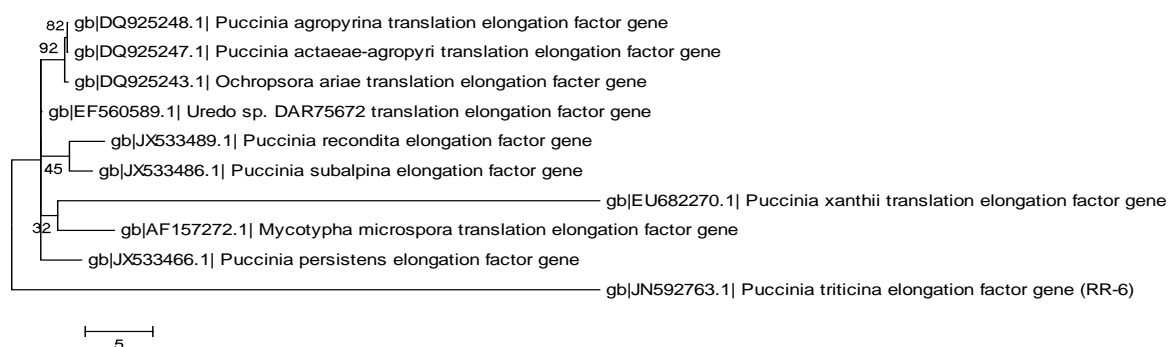 82 gb|DQ925248.1| Puccinia agropyrina translation elongation factor gene
92 gb|DQ925247.1| Puccinia actaeae-agropyri translation elongation factor gene
gb|DQ925243.1| Ochropsora ariae translation elongation facter gene
gb|EF560589.1| Uredo sp. DAR75672 translation elongation factor gene
gb|JX533489.1| Puccinia recondita elongation factor gene
45 gb|JX533486.1| Puccinia subalpina elongation factor gene
gb|EU682270.1| Puccinia xanthii translation elongation factor gene
32 gb|AF157272.1| Mycotypha microspora translation elongation factor gene
gb|JX533466.1| Puccinia persistens elongation factor gene
gb|JN592763.1| Puccinia triticina elongation factor gene (RR-6)
5